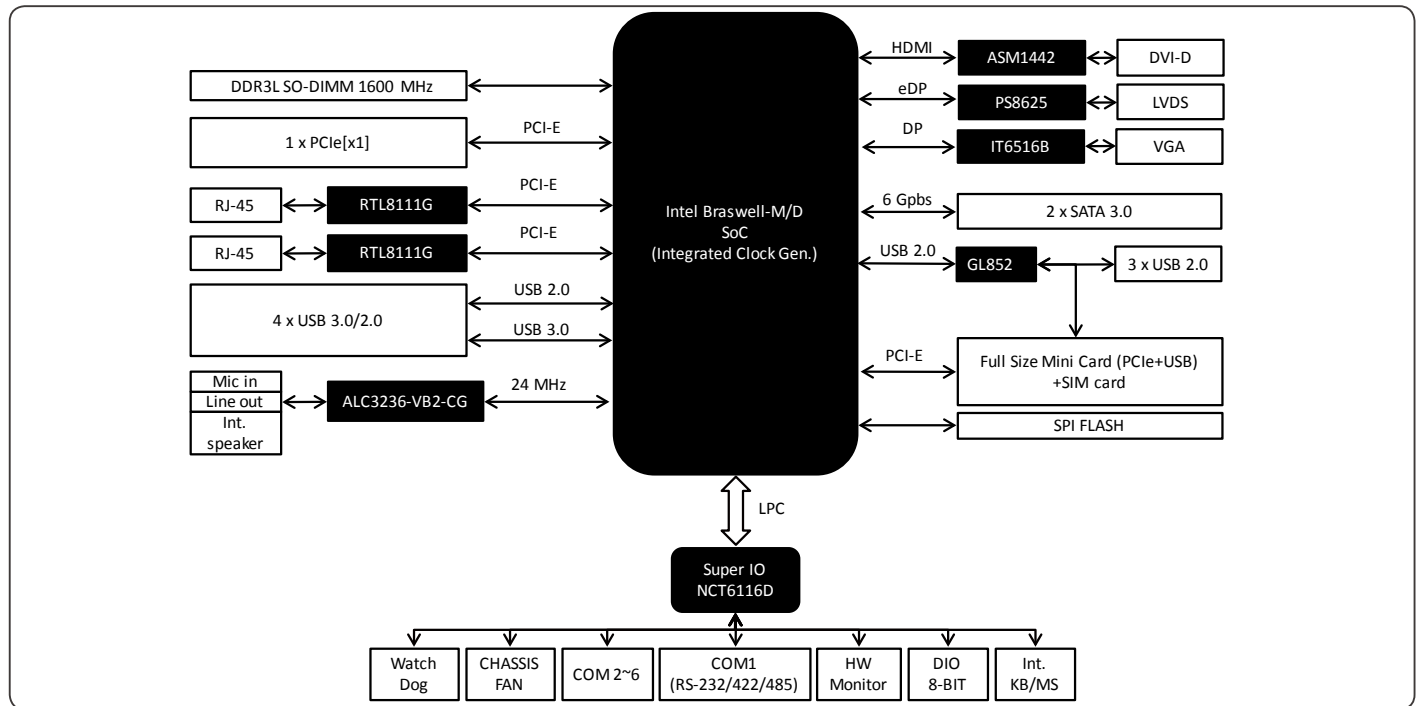 DDR3L SO-DIMM 1600 MHz
1 x PCIe[x1]
PCI-E
RJ-45
RTL8111G
PCI-E
RJ-45
RTL8111G
PCI-E
4 x USB 3.0/2.0
USB 2.0
USB 3.0
Mic in
Line out
Int.
speaker
ALC3236-VB2-CG
24 MHz
Intel Braswell-M/D
SoC
(Integrated Clock Gen.)
HDMI
ASM1442
DVI-D
eDP
PS8625
LVDS
DP
IT6516B
VGA
6 Gpbs
2 x SATA 3.0
USB 2.0
GL852
3 x USB 2.0
PCI-E
Full Size Mini Card (PCIe+USB)
+SIM card
SPI FLASH
LPC
Super IO
NCT6116D
Watch
Dog
CHASSIS
FAN
COM 2~6
COM1
(RS-232/422/485)
HW
Monitor
DIO
8-BIT
Int.
KB/MS